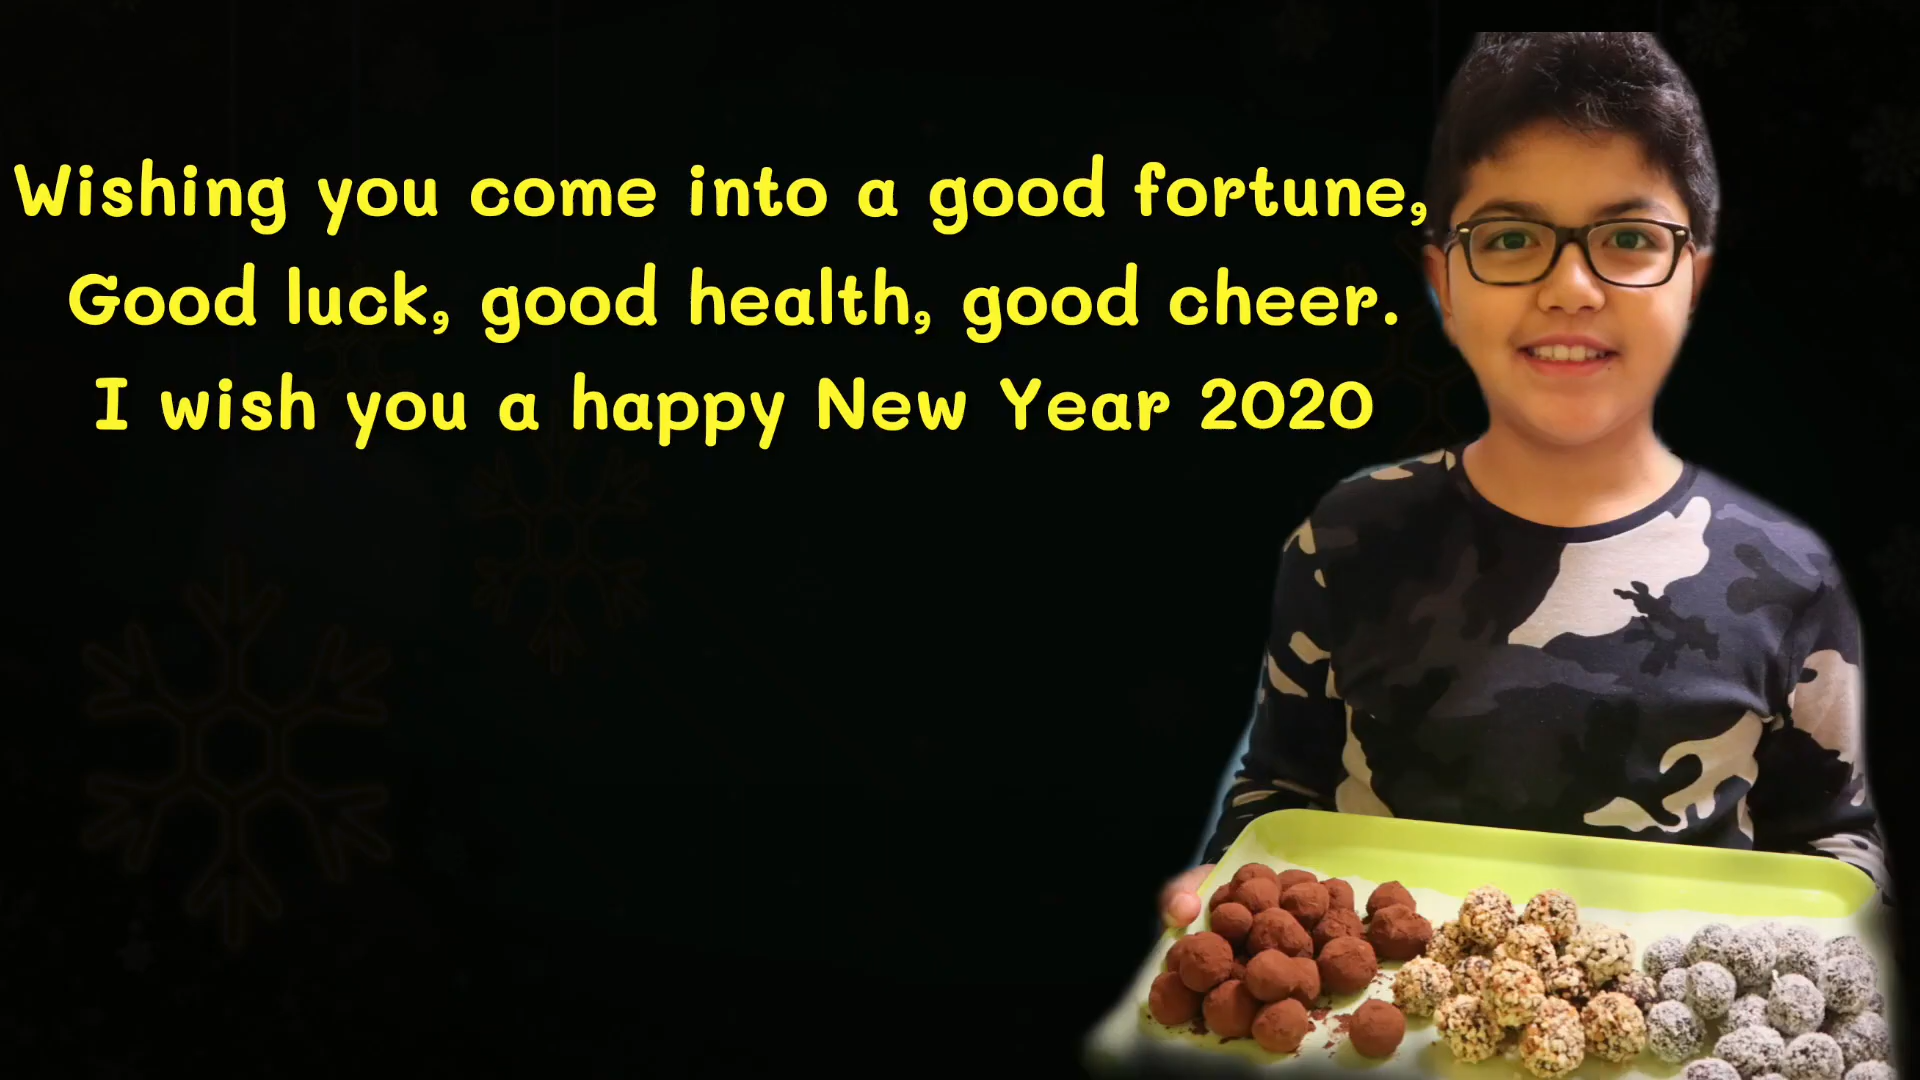 Wishing you come into a good fortune,
Good luck, good health, good cheer.
I wish you a happy New Year 2020